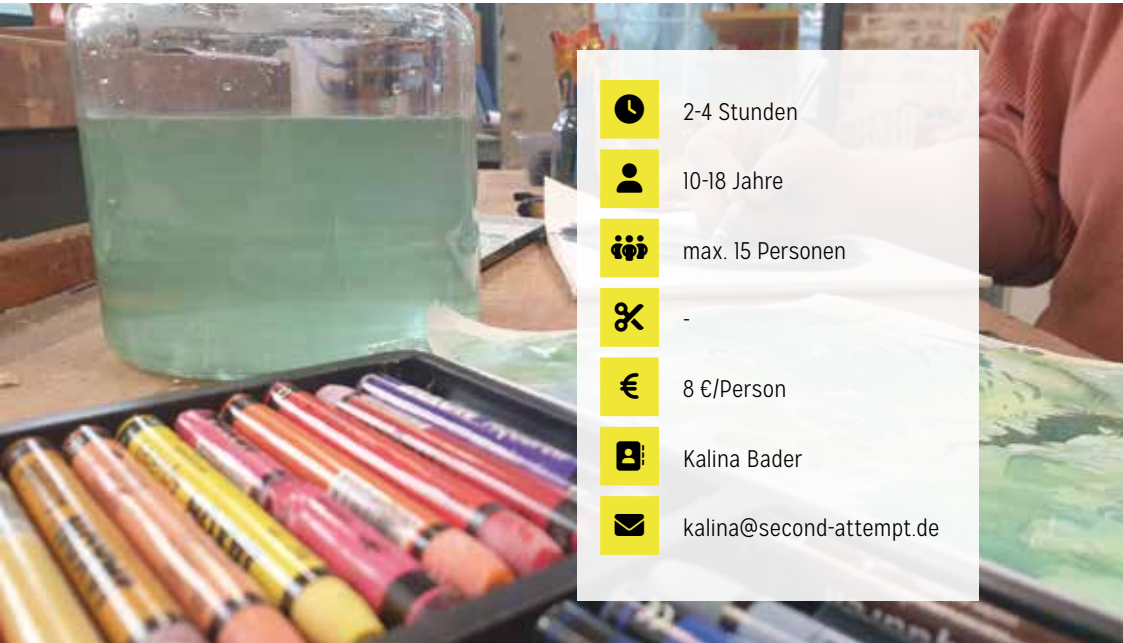 2-4 Stunden
10-18 Jahre
max. 15 Personen
-
8 €/Person
Kalina Bader
kalina@second-attempt.de